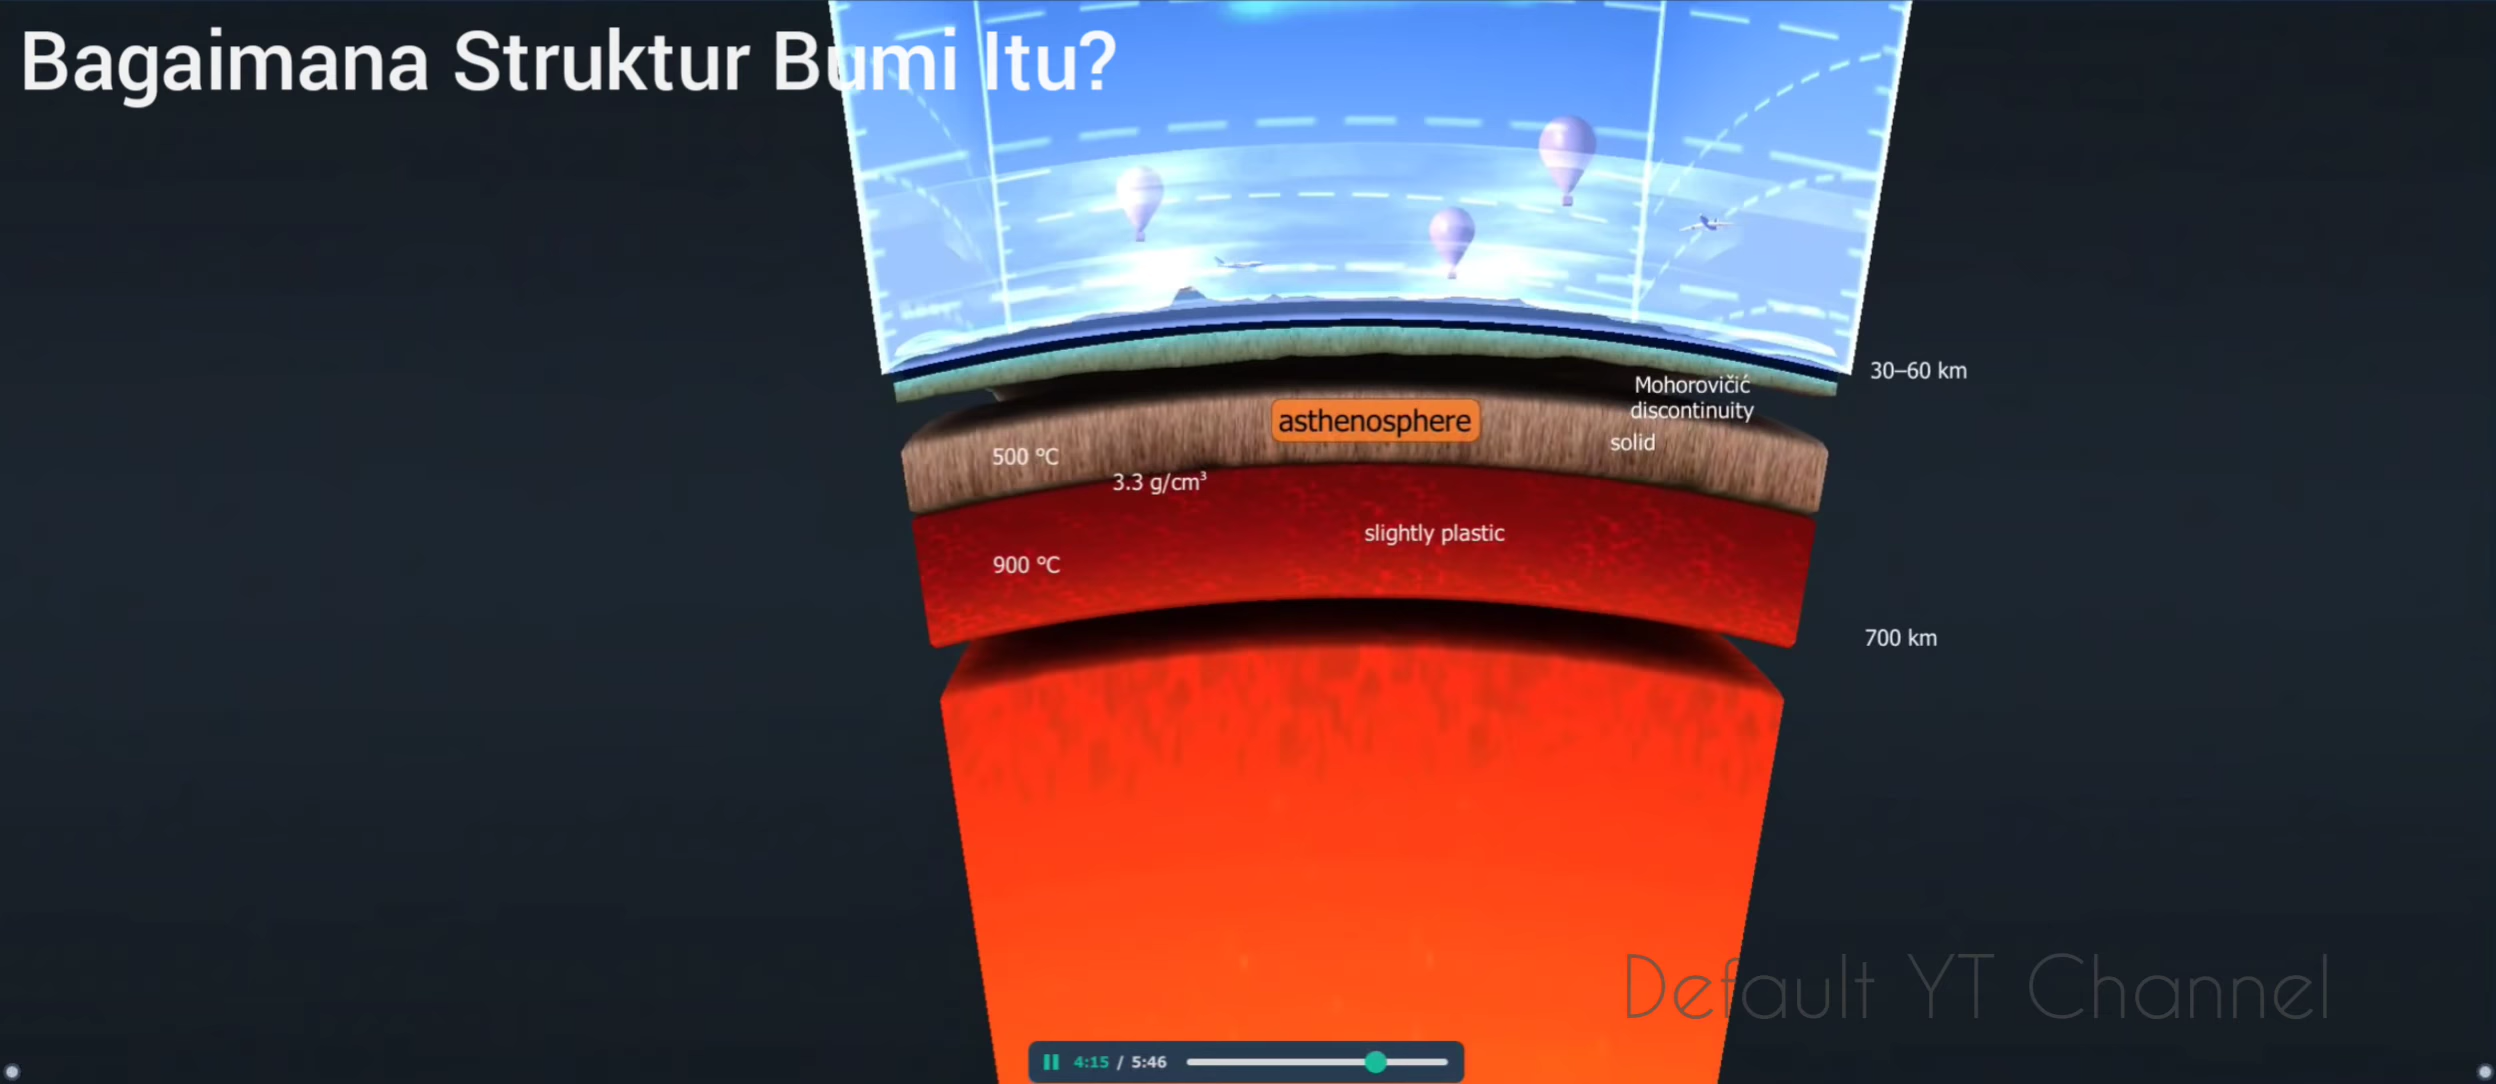 Bagaimana Struktur Bumi Itu?
30–60 km
Mohorovičić
discontinuity
asthenosphere
solid
500 °C
3.3 g/cm³
slightly plastic
900 °C
700 km
Default YT Channel
4:15 / 5:46